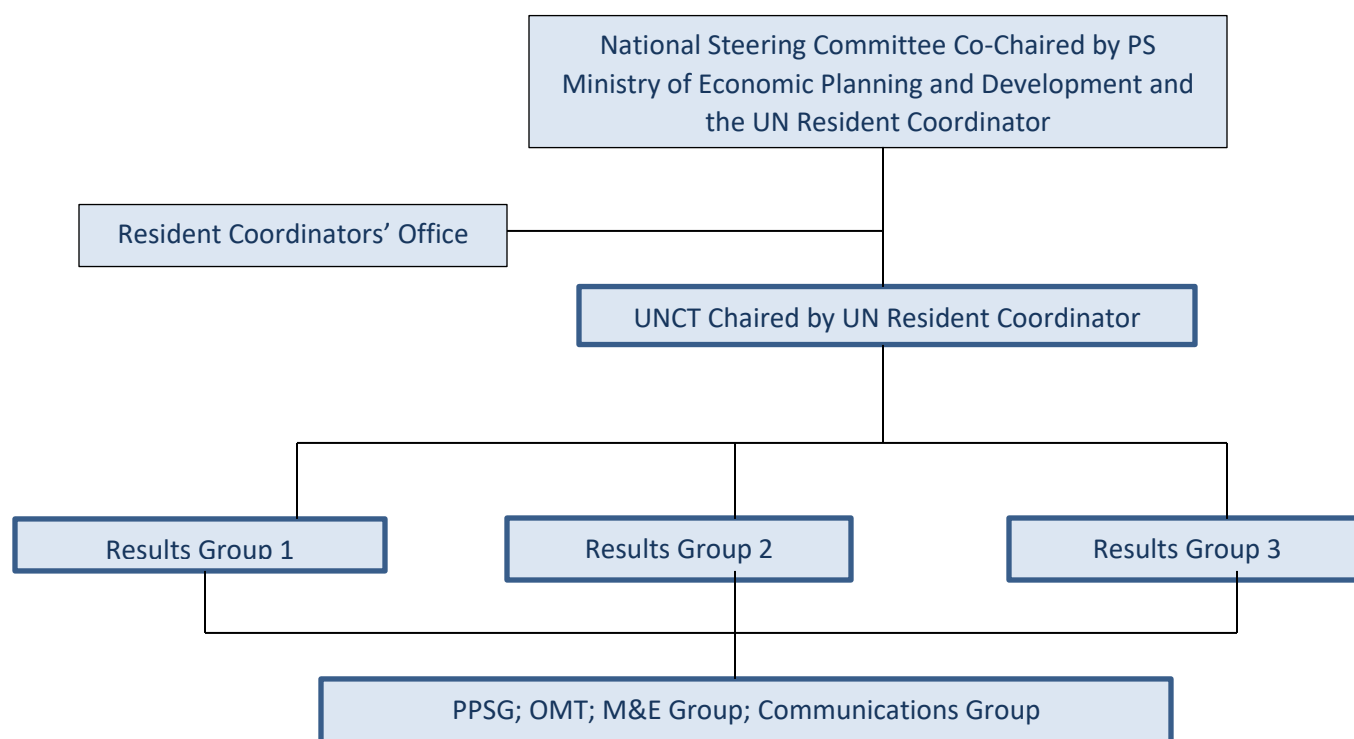 National Steering Committee Co-Chaired by PS
Ministry of Economic Planning and Development and
the UN Resident Coordinator
Resident Coordinators’ Office
UNCT Chaired by UN Resident Coordinator
Results Group 1
Results Group 2
Results Group 3
PPSG; OMT; M&E Group; Communications Group